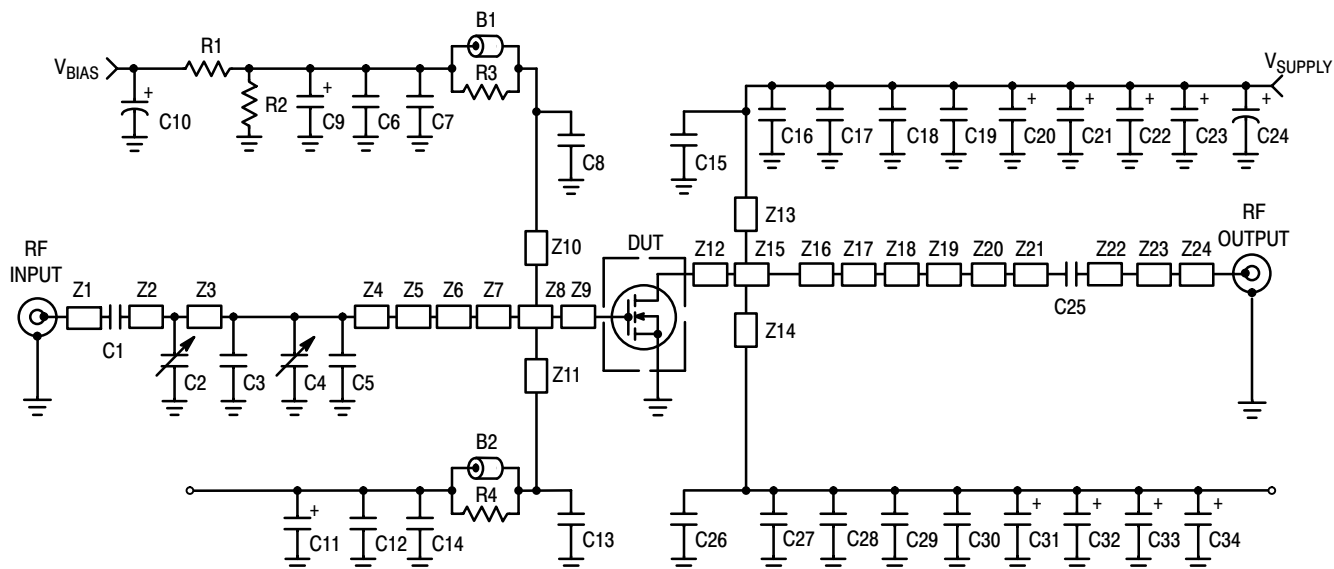 B1
V_BIAS
R1
R3
V_SUPPLY
+
R2
+
+
+
+
+
+
C10
C9
C6
C7
C16
C17
C18
C19
C20
C21
C22
C23
C24
C8
C15
Z13
RF
OUTPUT
Z10
DUT
RF
INPUT
Z12
Z15
Z16
Z17
Z18
Z19
Z20
Z21
Z22
Z23
Z24
Z1
Z2
Z3
Z4
Z5
Z6
Z7
Z8
Z9
C25
C1
Z14
C2
C3
C4
C5
Z11
B2
R4
+
+
+
+
+
C11
C12
C14
C13
C26
C27
C28
C29
C30
C31
C32
C33
C34